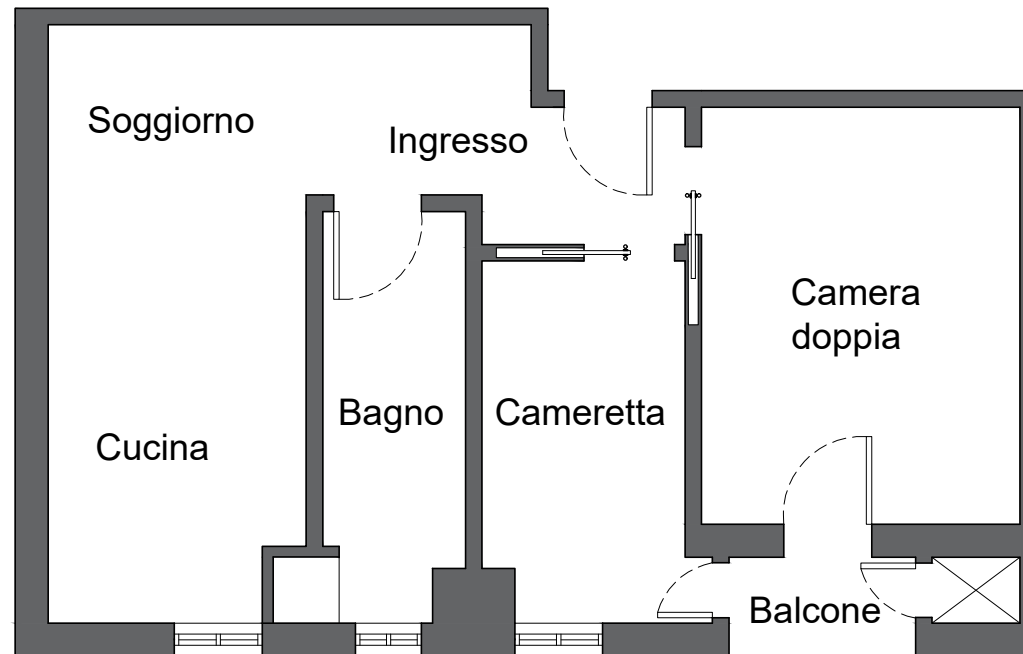 Soggiorno
Ingresso
Camera
doppia
Bagno
Cameretta
Cucina
Balcone